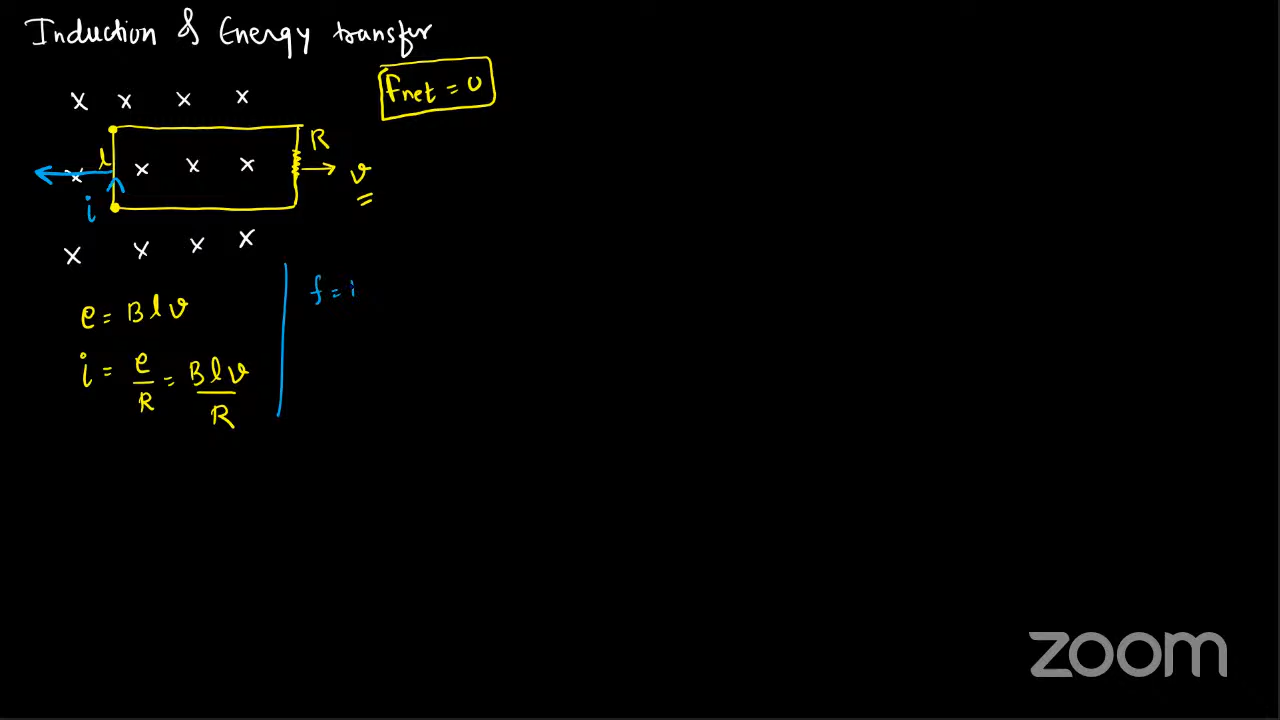 Induction & Energy transfer
Fnet = 0
x x x x
R
l
x x x x
v
i
x x x x
e = Blv
f = i
i = e/R = Blv/R
ZOOM